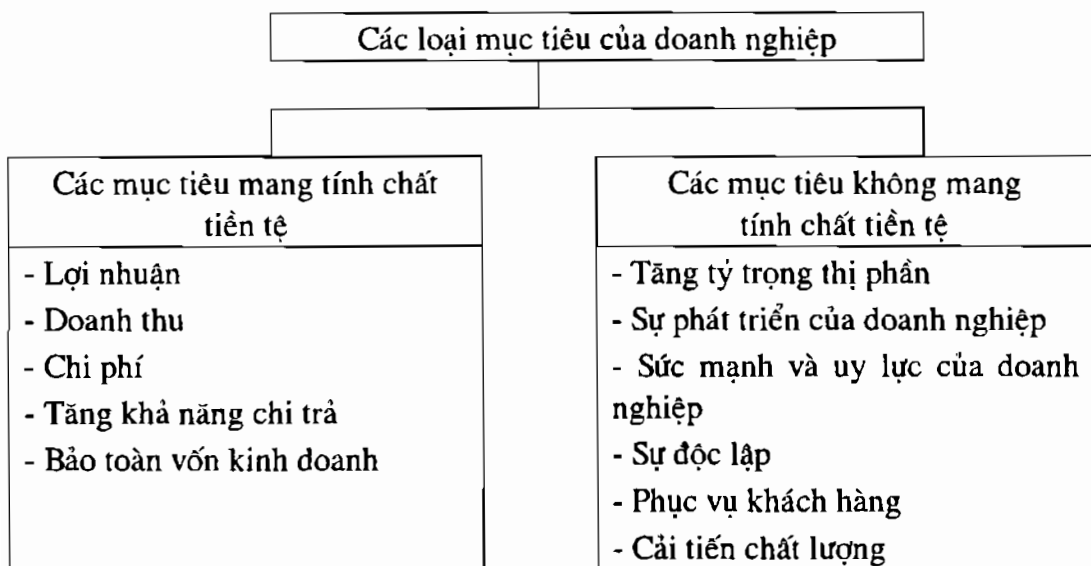 Các loại mục tiêu của doanh nghiệp
Các mục tiêu mang tính chất
tiền tệ
- Lợi nhuận
- Doanh thu
- Chi phí
- Tăng khả năng chi trả
- Bảo toàn vốn kinh doanh
Các mục tiêu không mang
tính chất tiền tệ
- Tăng tỷ trọng thị phần
- Sự phát triển của doanh nghiệp
- Sức mạnh và uy lực của doanh
nghiệp
- Sự độc lập
- Phục vụ khách hàng
- Cải tiến chất lượng